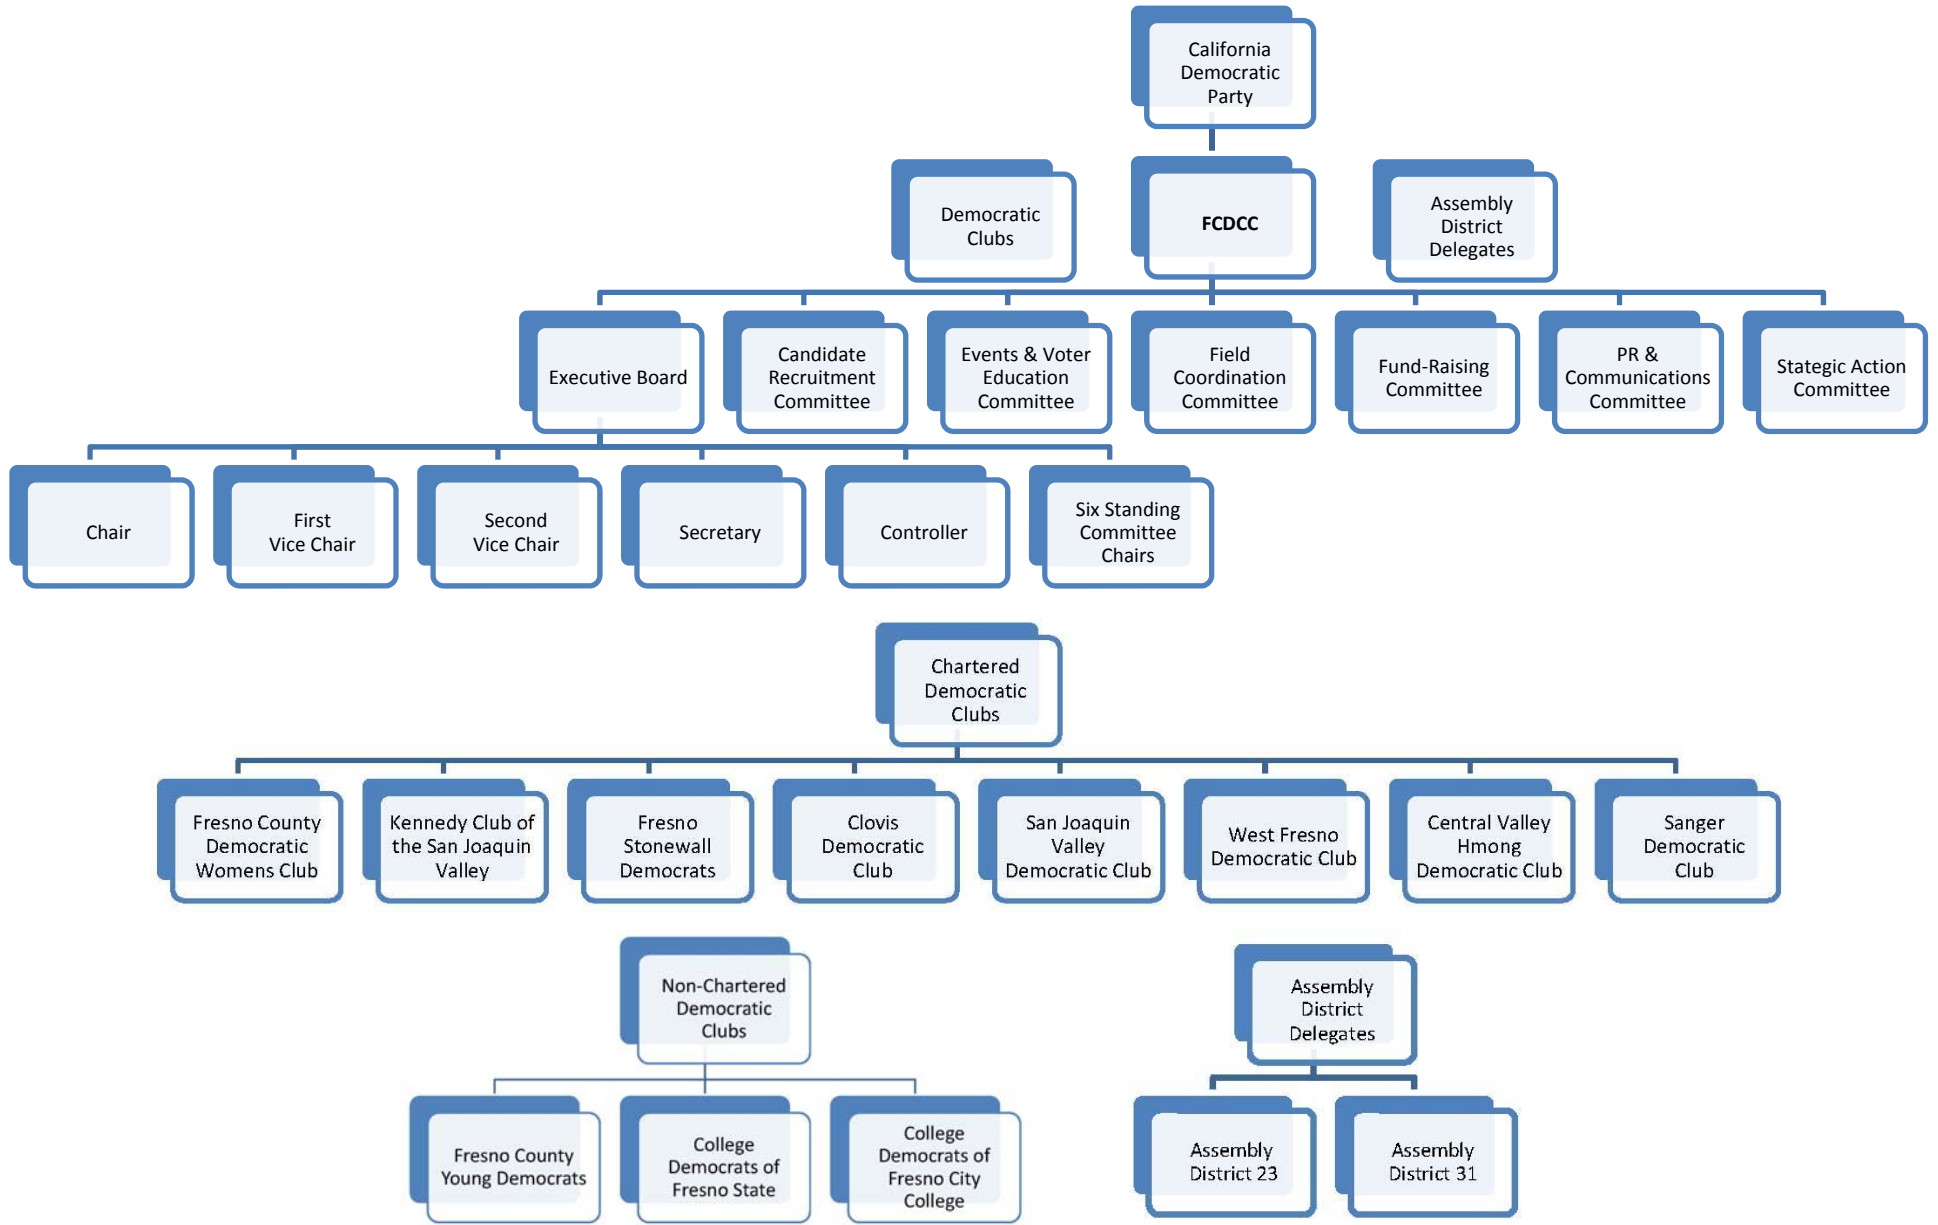 California
Democratic
Party
Democratic
Clubs
FCDCC
Assembly
District
Delegates
Executive Board
Candidate
Recruitment
Committee
Events & Voter
Education
Committee
Field
Coordination
Committee
Fund-Raising
Committee
PR &
Communications
Committee
Stategic Action
Committee
Chair
First
Vice Chair
Second
Vice Chair
Secretary
Controller
Six Standing
Committee
Chairs
Chartered
Democratic
Clubs
Fresno County
Democratic
Womens Club
Kennedy Club of
the San Joaquin
Valley
Fresno
Stonewall
Democrats
Clovis
Democratic
Club
San Joaquin
Valley
Democratic Club
West Fresno
Democratic Club
Central Valley
Hmong
Democratic Club
Sanger
Democratic
Club
Non-Chartered
Democratic
Clubs
Fresno County
Young Democrats
College
Democrats of
Fresno State
College
Democrats of
Fresno City
College
Assembly
District
Delegates
Assembly
District 23
Assembly
District 31